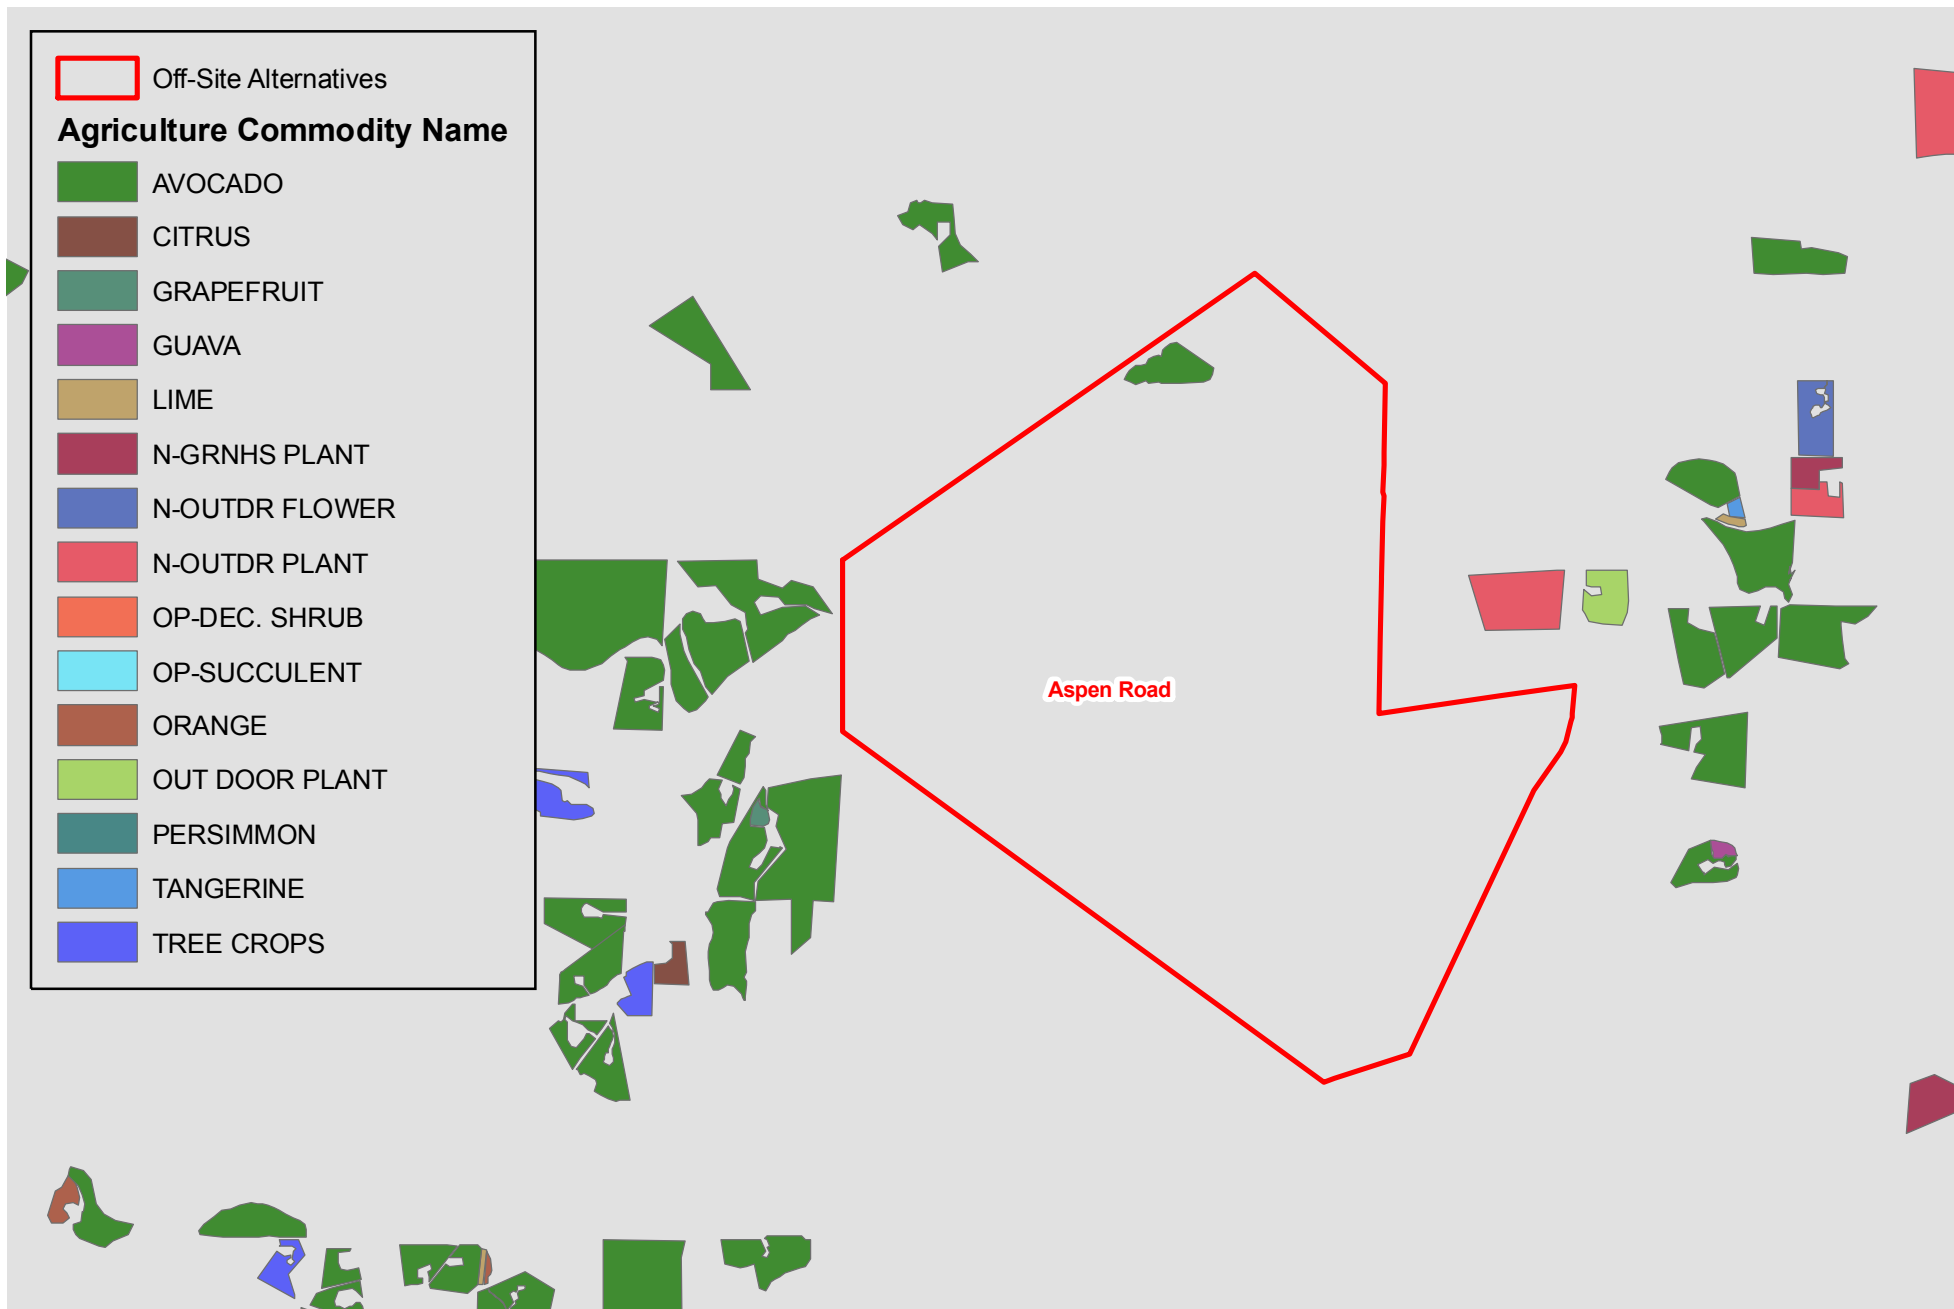 Off-Site Alternatives
Agriculture Commodity Name
AVOCADO
CITRUS
GRAPEFRUIT
GUAVA
LIME
N-GRNHS PLANT
N-OUTDR FLOWER
N-OUTDR PLANT
OP-DEC. SHRUB
OP-SUCCULENT
ORANGE
OUT DOOR PLANT
PERSIMMON
TANGERINE
TREE CROPS
Aspen Road